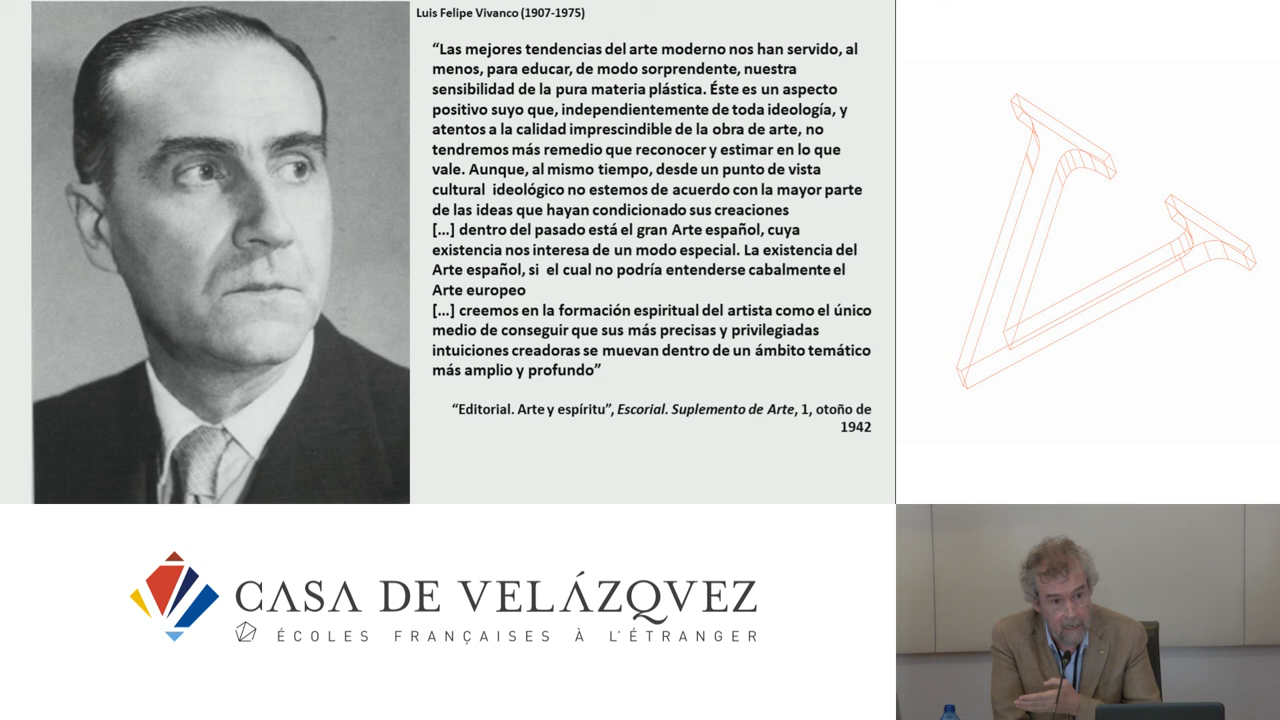 Luis Felipe Vivanco (1907-1975)
“Las mejores tendencias del arte moderno nos han servido, al
menos, para educar, de modo sorprendente, nuestra
sensibilidad de la pura materia plástica. Éste es un aspecto
positivo suyo que, independientemente de toda ideología, y
atentos a la calidad imprescindible de la obra de arte, no
tendremos más remedio que reconocer y estimar en lo que
vale. Aunque, al mismo tiempo, desde un punto de vista
cultural ideológico no estemos de acuerdo con la mayor parte
de las ideas que hayan condicionado sus creaciones
[...] dentro del pasado está el gran Arte español, cuya
existencia nos interesa de un modo especial. La existencia del
Arte español, si el cual no podría entenderse cabalmente el
Arte europeo
[...] creemos en la formación espiritual del artista como el único
medio de conseguir que sus más precisas y privilegiadas
intuiciones creadoras se muevan dentro de un ámbito temático
más amplio y profundo”
“Editorial. Arte y espíritu”, Escorial. Suplemento de Arte, 1, otoño de
1942
V
CASA DE VELÁZQVEZ
ÉCOLES FRANÇAISES À L'ÉTRANGER